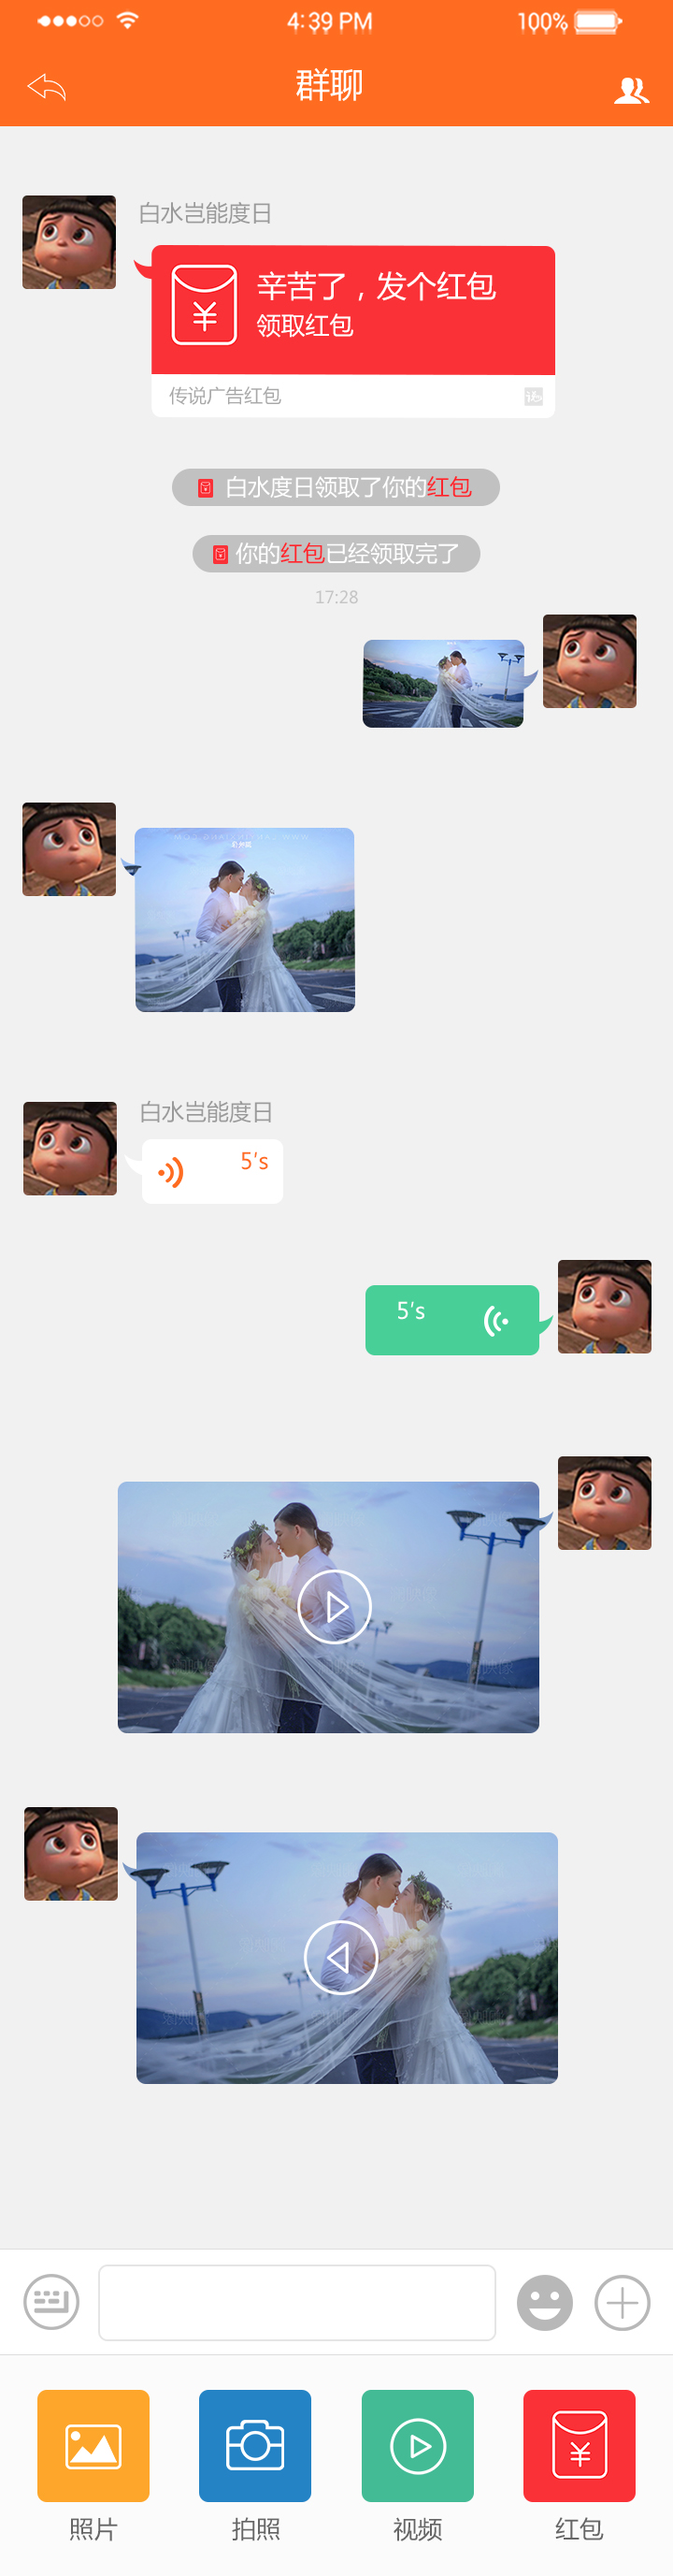 4:39 PM
100%
群聊
白水岂能度日
辛苦了，发个红包
领取红包
传说广告红包
白水度日领取了你的红包
你的红包已经领取完了
17:28
白水岂能度日
5's
5's
照片
拍照
视频
红包